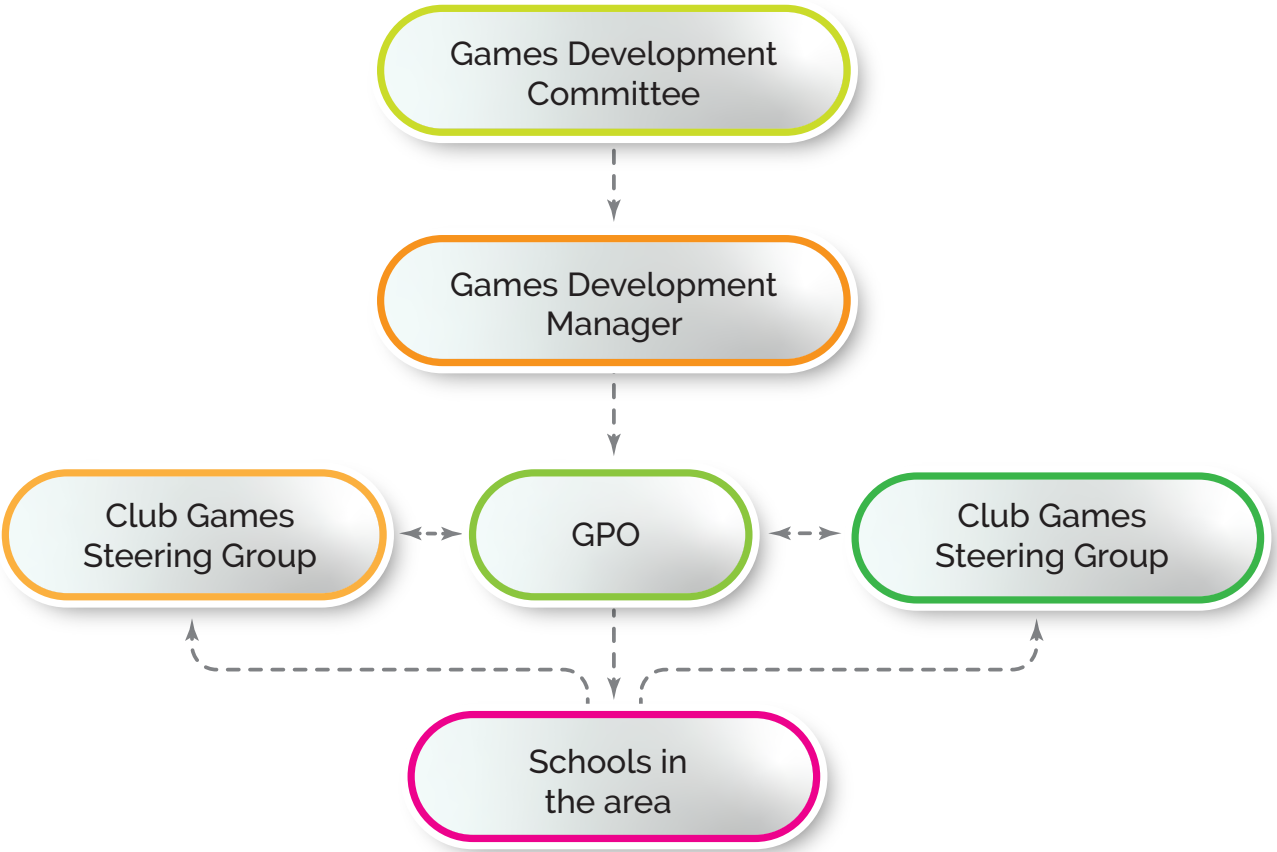 Games Development
Committee
Games Development
Manager
Club Games
Steering Group
GPO
Club Games
Steering Group
Schools in
the area